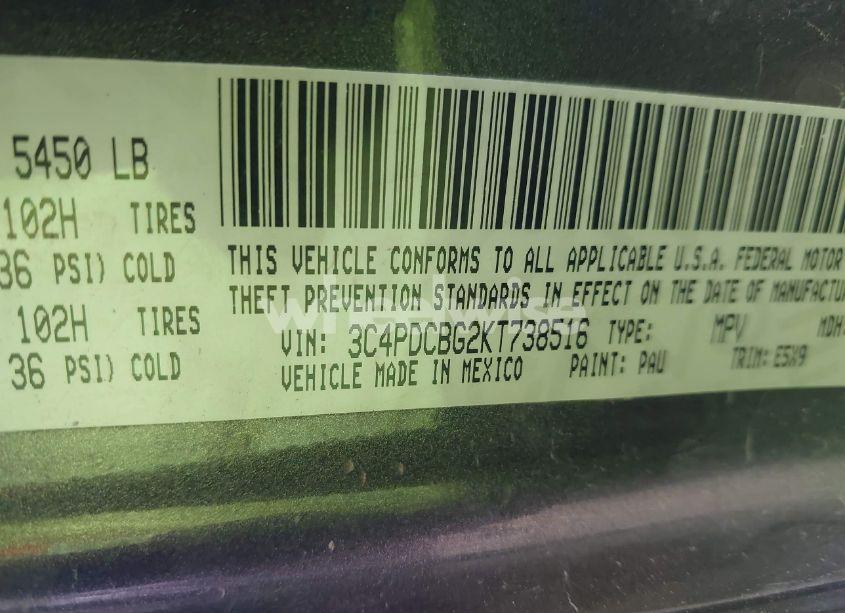 5450 LB
102H TIRES
36 PSI) COLD
102H TIRES
36 PSI) COLD
THIS VEHICLE CONFORMS TO ALL APPLICABLE U.S.A. FEDERAL MOTOR
THEFT PREVENTION STANDARDS IN EFFECT ON THE DATE OF MANUFACTU
VIN: 3C4PDCBG2KT738516 TYPE: MPV MDH:
VEHICLE MADE IN MEXICO PAINT: PAU TRIM: E5X9
wheelwise